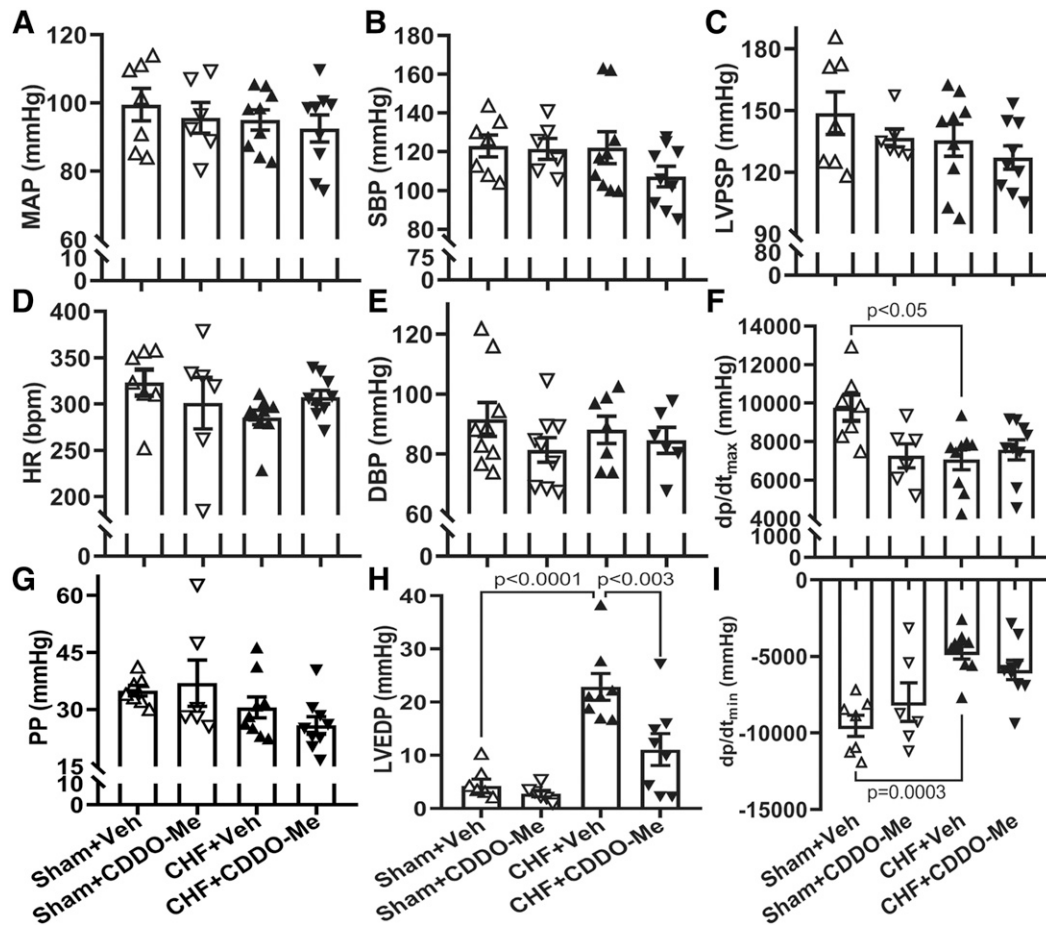 A
MAP (mmHg)
120
100
80
60
10
0
B
SBP (mmHg)
180
160
140
120
100
80
75
0
C
LVPSP (mmHg)
180
150
120
90
80
0
D
HR (bpm)
400
350
300
250
200
0
E
DBP (mmHg)
120
100
80
60
0
F
dp/dtmax (mmHg)
p<0.05
14000
12000
10000
8000
6000
4000
1000
0
G
PP (mmHg)
60
45
30
15
10
0
Sham+Veh
Sham+CDDO-Me
CHF+Veh
CHF+CDDO-Me
H
LVEDP (mmHg)
p<0.0001
p<0.003
40
30
20
10
0
Sham+Veh
Sham+CDDO-Me
CHF+Veh
CHF+CDDO-Me
I
dp/dtmin (mmHg)
0
-5000
-10000
-15000
p=0.0003
Sham+Veh
Sham+CDDO-Me
CHF+Veh
CHF+CDDO-Me